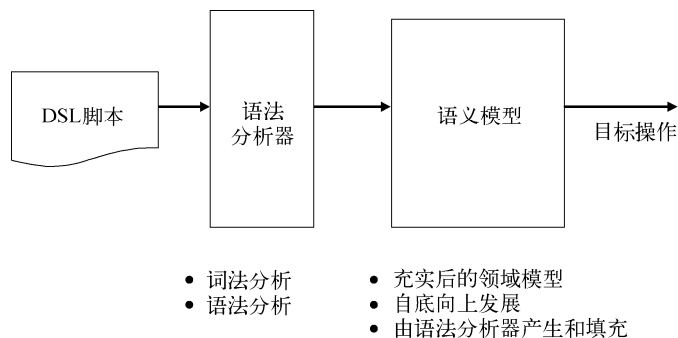 DSL脚本
语法
分析器
语义模型
目标操作
● 词法分析
● 语法分析
● 充实后的领域模型
● 自底向上发展
● 由语法分析器产生和填充